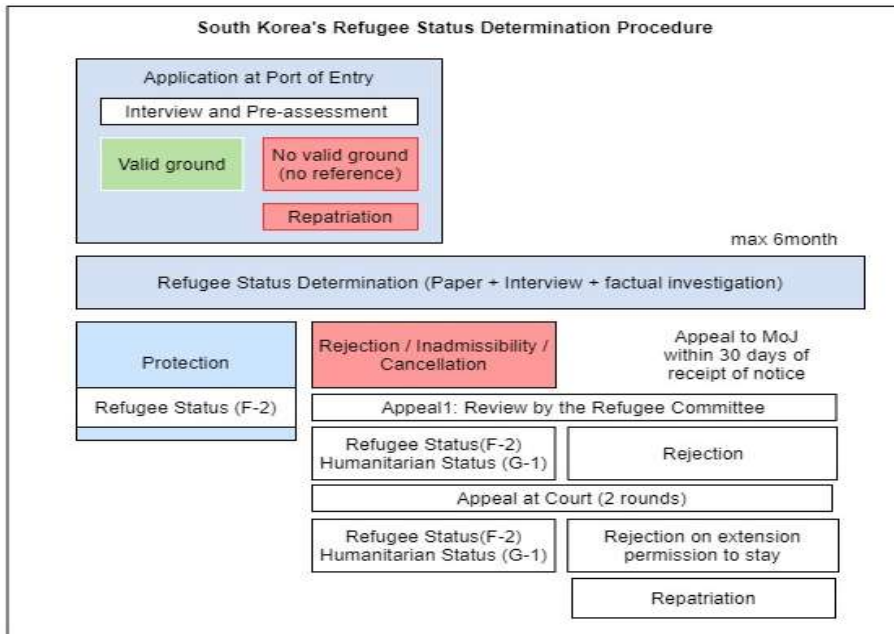 South Korea's Refugee Status Determination Procedure
Application at Port of Entry
Interview and Pre-assessment
Valid ground
No valid ground
(no reference)
Repatriation
max 6month
Refugee Status Determination (Paper + Interview + factual investigation)
Protection
Refugee Status (F-2)
Rejection / Inadmissibility /
Cancellation
Appeal to MoJ
within 30 days of
receipt of notice
Appeal1: Review by the Refugee Committee
Refugee Status(F-2)
Humanitarian Status (G-1)
Rejection
Appeal at Court (2 rounds)
Refugee Status(F-2)
Humanitarian Status (G-1)
Rejection on extension
permission to stay
Repatriation